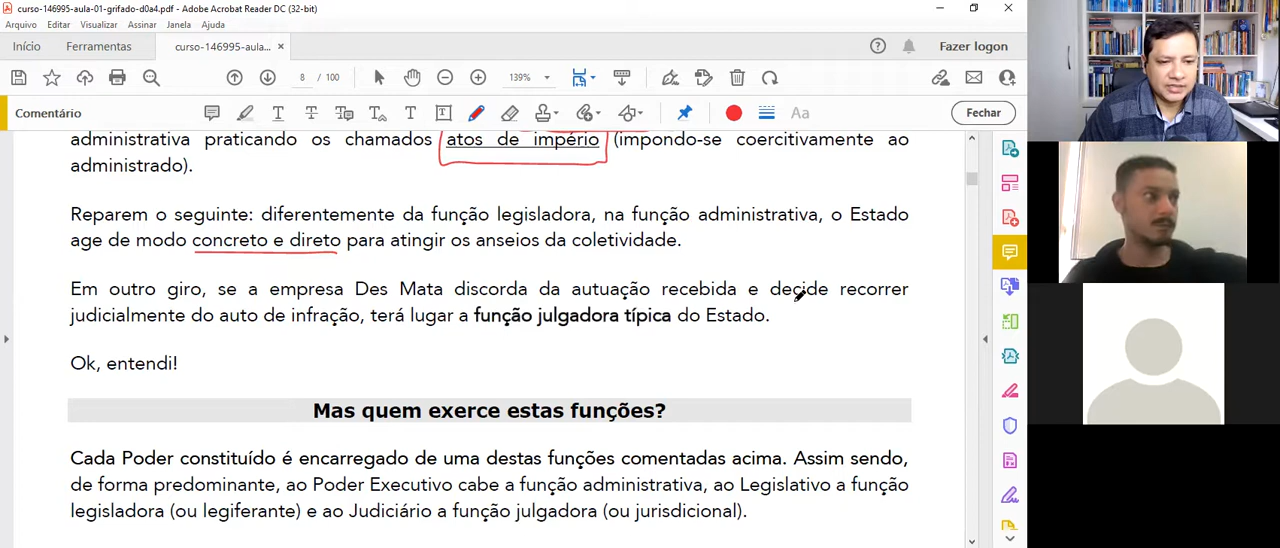 curso-146995-aula-01-grifado-d0a4.pdf - Adobe Acrobat Reader DC (32-bit)
Arquivo Editar Visualizar Assinar Janela Ajuda
Início Ferramentas curso-146995-aula... × Fazer logon
8 / 100 139%
Comentário Aa Fechar
administrativa praticando os chamados atos de império (impondo-se coercitivamente ao
administrado).
Reparem o seguinte: diferentemente da função legisladora, na função administrativa, o Estado
age de modo concreto e direto para atingir os anseios da coletividade.
Em outro giro, se a empresa Des Mata discorda da autuação recebida e decide recorrer
judicialmente do auto de infração, terá lugar a função julgadora típica do Estado.
Ok, entendi!
Mas quem exerce estas funções?
Cada Poder constituído é encarregado de uma destas funções comentadas acima. Assim sendo,
de forma predominante, ao Poder Executivo cabe a função administrativa, ao Legislativo a função
legisladora (ou legiferante) e ao Judiciário a função julgadora (ou jurisdicional).